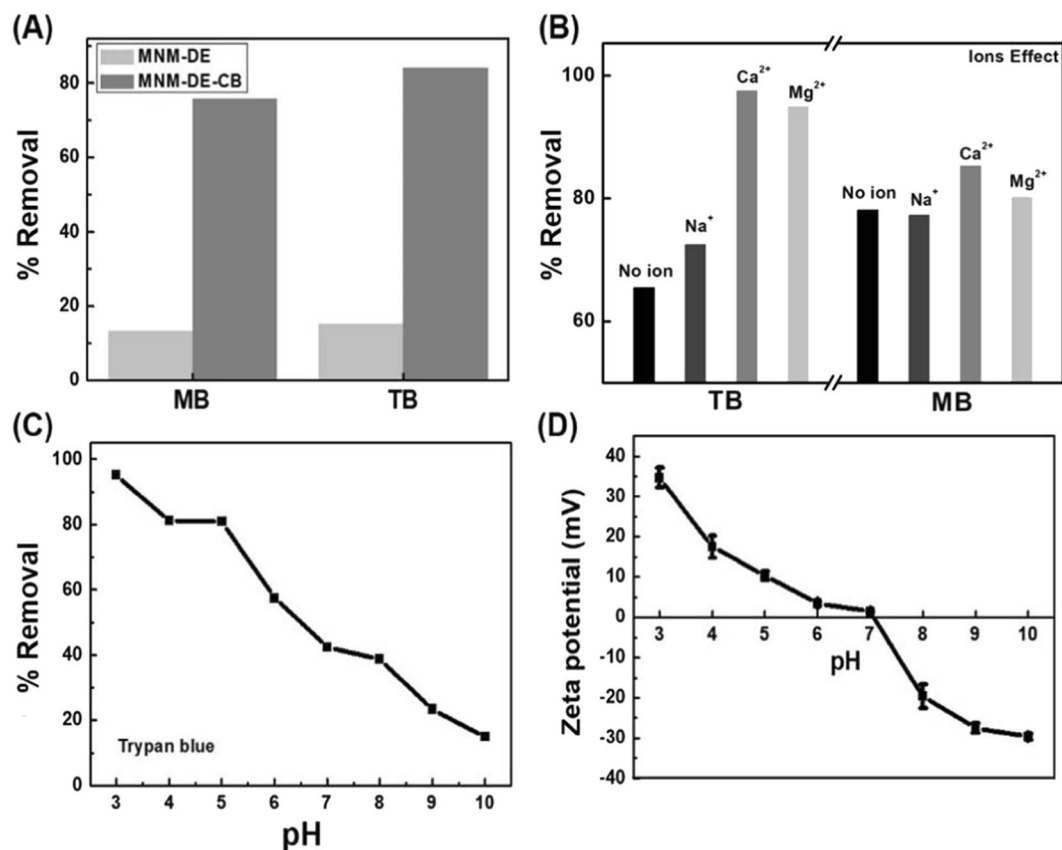 (A)
MNM-DE
MNM-DE-CB
% Removal
80
60
40
20
0
MB TB
(B)
Ions Effect
% Removal
100
80
60
No ion Na⁺ Ca²⁺ Mg²⁺
No ion Na⁺ Ca²⁺ Mg²⁺
TB MB
(C)
% Removal
100
80
60
40
20
0
Trypan blue
3 4 5 6 7 8 9 10
pH
(D)
Zeta potential (mV)
40
30
20
10
0
-10
-20
-30
-40
3 4 5 6 7 8 9 10
pH